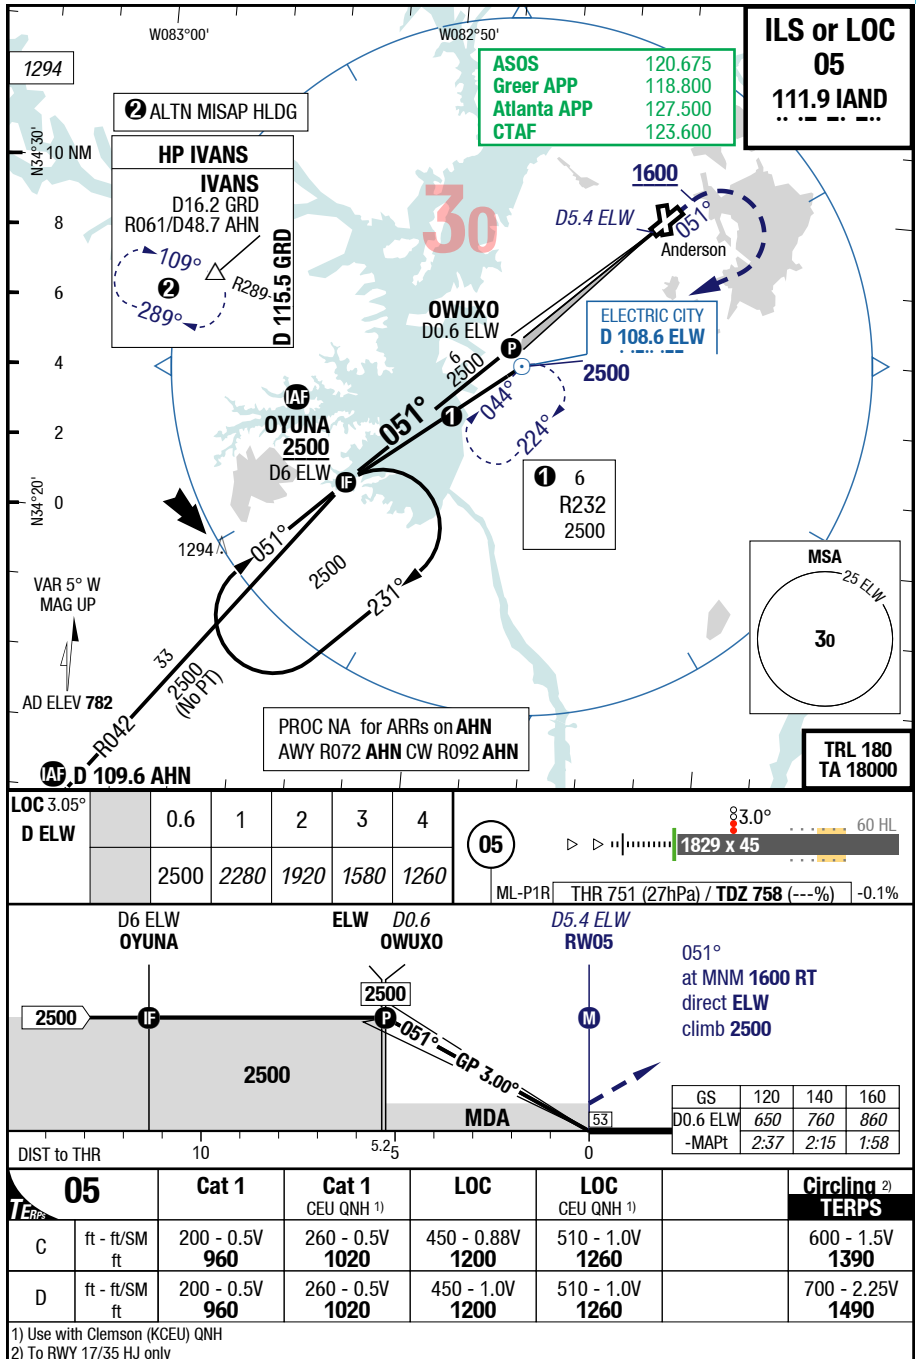 W083°00'
W082°50'
ILS or LOC
05
111.9 IAND
1294
ASOS 120.675
Greer APP 118.800
Atlanta APP 127.500
CTAF 123.600
2 ALTN MISAP HLDG
N34°30'
10 NM
HP IVANS
IVANS
D16.2 GRD
R061/D48.7 AHN
109°
2
289°
R289
D 115.5 GRD
30
1600
D5.4 ELW
051°
Anderson
8
6
4
2
0
OWUXO
D0.6 ELW
P
ELECTRIC CITY
D 108.6 ELW
2500
6
2500
051°
1
044°
224°
IAF
OYUNA
2500
D6 ELW
IF
1 6
R232
2500
N34°20'
1294
051°
2500
231°
MSA
25 ELW
30
VAR 5° W
MAG UP
AD ELEV 782
33
2500
(No PT)
R042
IAF D 109.6 AHN
PROC NA for ARRs on AHN
AWY R072 AHN CW R092 AHN
TRL 180
TA 18000
LOC 3.05°
D ELW
0.6 1 2 3 4
2500 2280 1920 1580 1260
05
3.0°
60 HL
1829 x 45
ML-P1R
THR 751 (27hPa) / TDZ 758 (---%)
-0.1%
D6 ELW
OYUNA
ELW
D0.6
OWUXO
D5.4 ELW
RW05
051°
at MNM 1600 RT
direct ELW
climb 2500
2500
IF
2500
P
M
051°
GP 3.00°
2500
MDA
53
GS 120 140 160
D0.6 ELW 650 760 860
-MAPt 2:37 2:15 1:58
DIST to THR
10
5.2
5
0
TERPS
05
Cat 1
Cat 1
CEU QNH 1)
LOC
LOC
CEU QNH 1)
Circling 2)
TERPS
C
ft - ft/SM
ft
200 - 0.5V
960
260 - 0.5V
1020
450 - 0.88V
1200
510 - 1.0V
1260
600 - 1.5V
1390
D
ft - ft/SM
ft
200 - 0.5V
960
260 - 0.5V
1020
450 - 1.0V
1200
510 - 1.0V
1260
700 - 2.25V
1490
1) Use with Clemson (KCEU) QNH
2) To RWY 17/35 HJ only